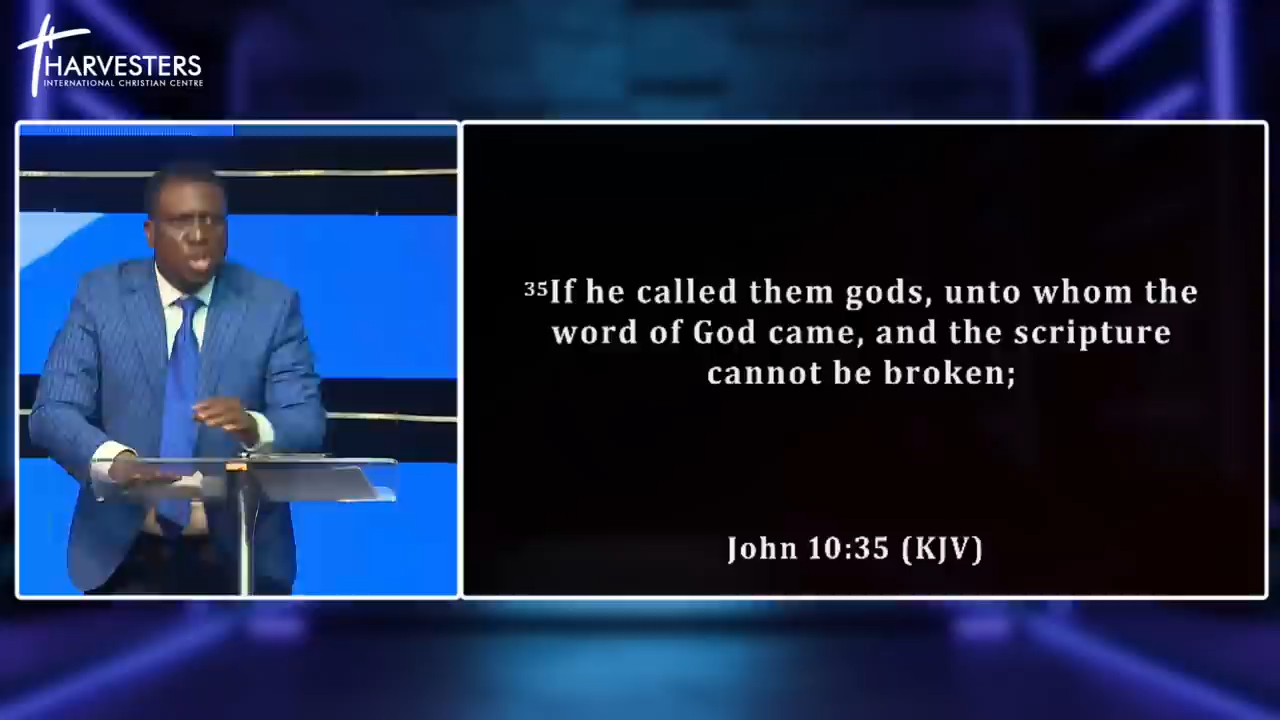 HARVESTERS
INTERNATIONAL CHRISTIAN CENTRE
³⁵If he called them gods, unto whom the
word of God came, and the scripture
cannot be broken;
John 10:35 (KJV)